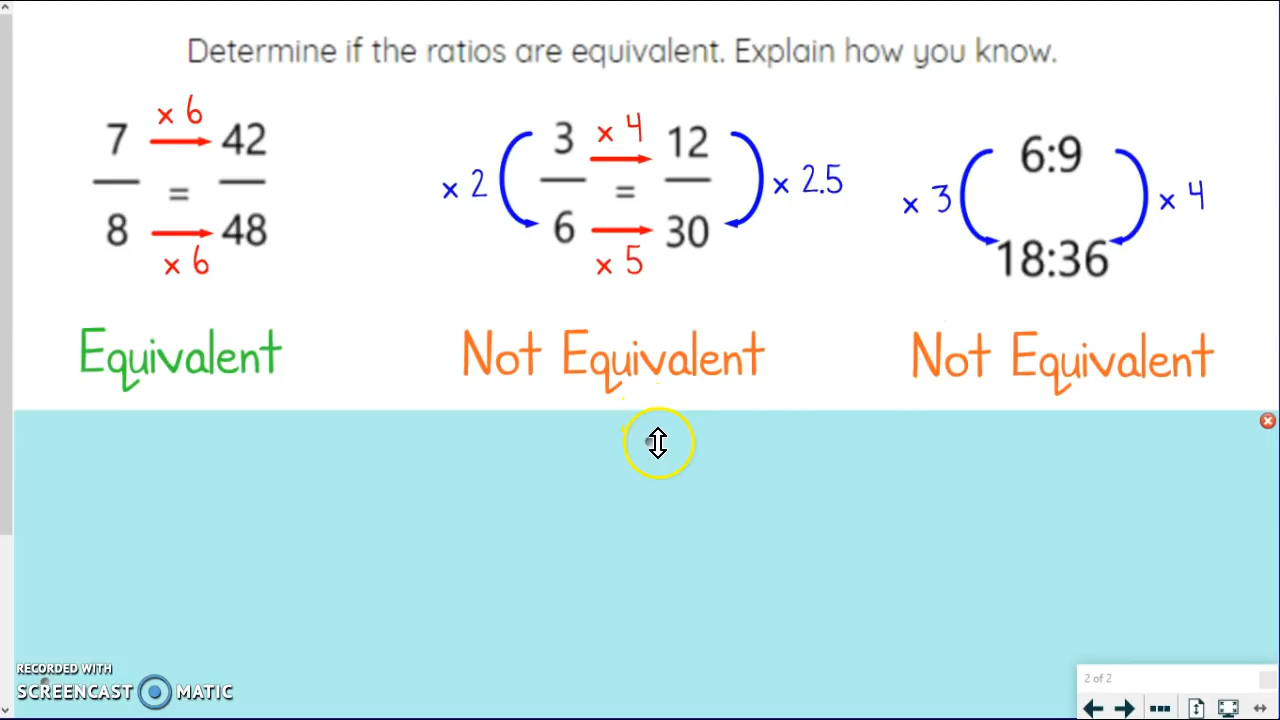 Determine if the ratios are equivalent. Explain how you know.
x 6
7 42
=
8 48
x 6
Equivalent
x 4
3 12
x 2 = x 2.5
6 30
x 5
Not Equivalent
6:9
x 3 x 4
18:36
Not Equivalent
RECORDED WITH
SCREENCAST MATIC
2 of 2